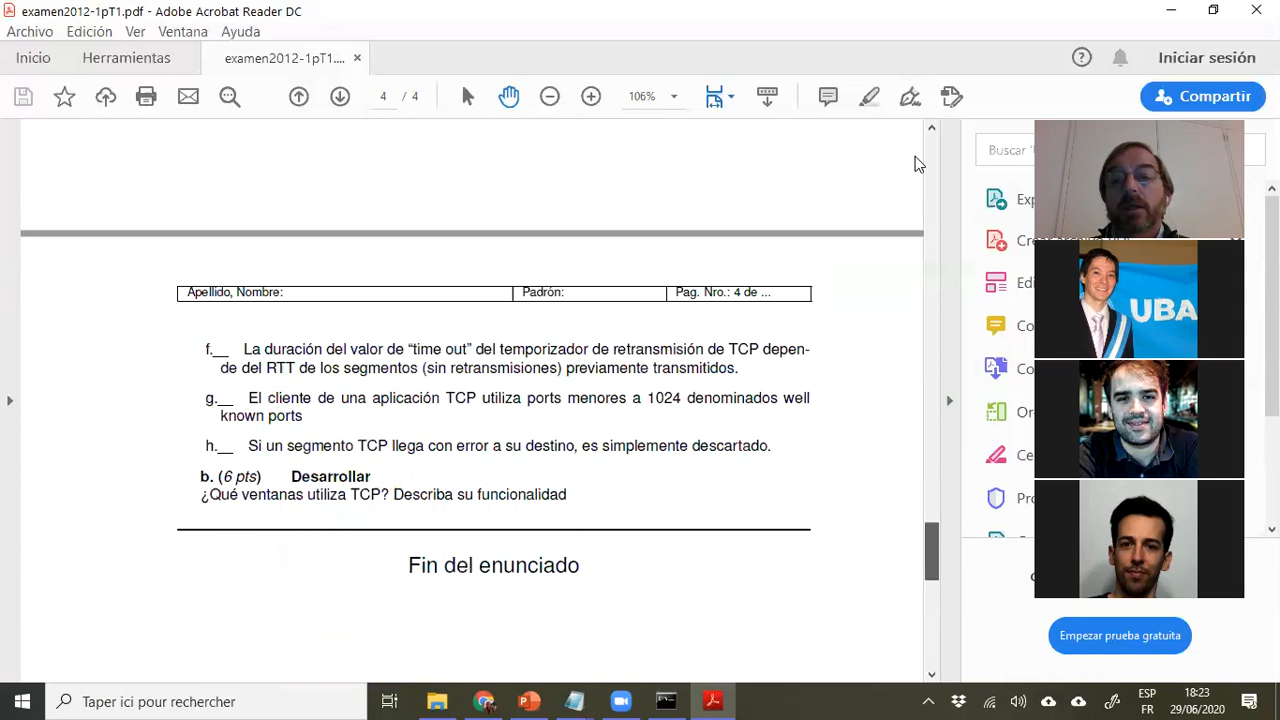 examen2012-1pT1.pdf - Adobe Acrobat Reader DC
Archivo Edición Ver Ventana Ayuda
Inicio Herramientas examen2012-1pT1.... × Iniciar sesión
4 / 4 106% Compartir
Buscar
Apellido, Nombre: Padrón: Pag. Nro.: 4 de ...
f.__ La duración del valor de “time out” del temporizador de retransmisión de TCP depen-
de del RTT de los segmentos (sin retransmisiones) previamente transmitidos.
g.__ El cliente de una aplicación TCP utiliza ports menores a 1024 denominados well
known ports
h.__ Si un segmento TCP llega con error a su destino, es simplemente descartado.
b. (6 pts) Desarrollar
¿Qué ventanas utiliza TCP? Describa su funcionalidad
Fin del enunciado
UBA
Empezar prueba gratuita
Taper ici pour rechercher
ESP
FR
18:23
29/06/2020